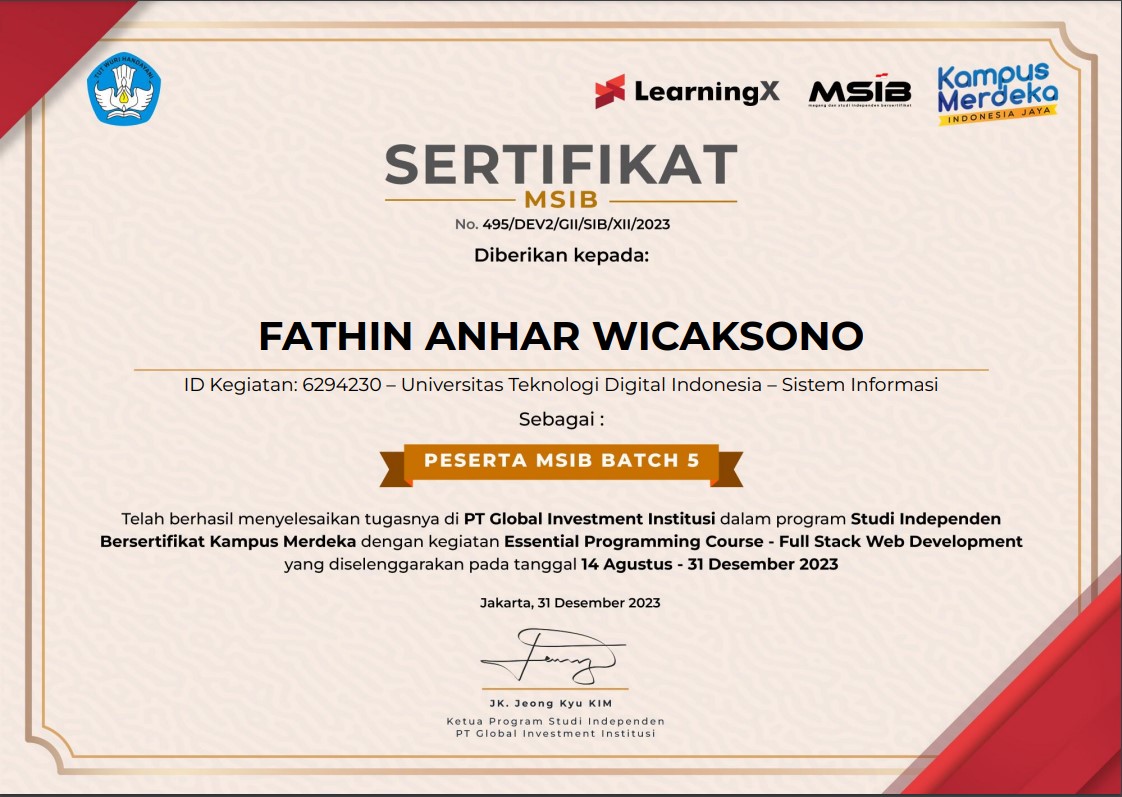 TUT WURI HANDAYANI
LearningX
MSIB
magang dan studi independen bersertifikat
Kampus
Merdeka
INDONESIA JAYA
SERTIFIKAT
MSIB
No. 495/DEV2/GII/SIB/XII/2023
Diberikan kepada:
FATHIN ANHAR WICAKSONO
ID Kegiatan: 6294230 – Universitas Teknologi Digital Indonesia – Sistem Informasi
Sebagai :
PESERTA MSIB BATCH 5
Telah berhasil menyelesaikan tugasnya di PT Global Investment Institusi dalam program Studi Independen
Bersertifikat Kampus Merdeka dengan kegiatan Essential Programming Course - Full Stack Web Development
yang diselenggarakan pada tanggal 14 Agustus - 31 Desember 2023
Jakarta, 31 Desember 2023
JK. Jeong Kyu KIM
Ketua Program Studi Independen
PT Global Investment Institusi